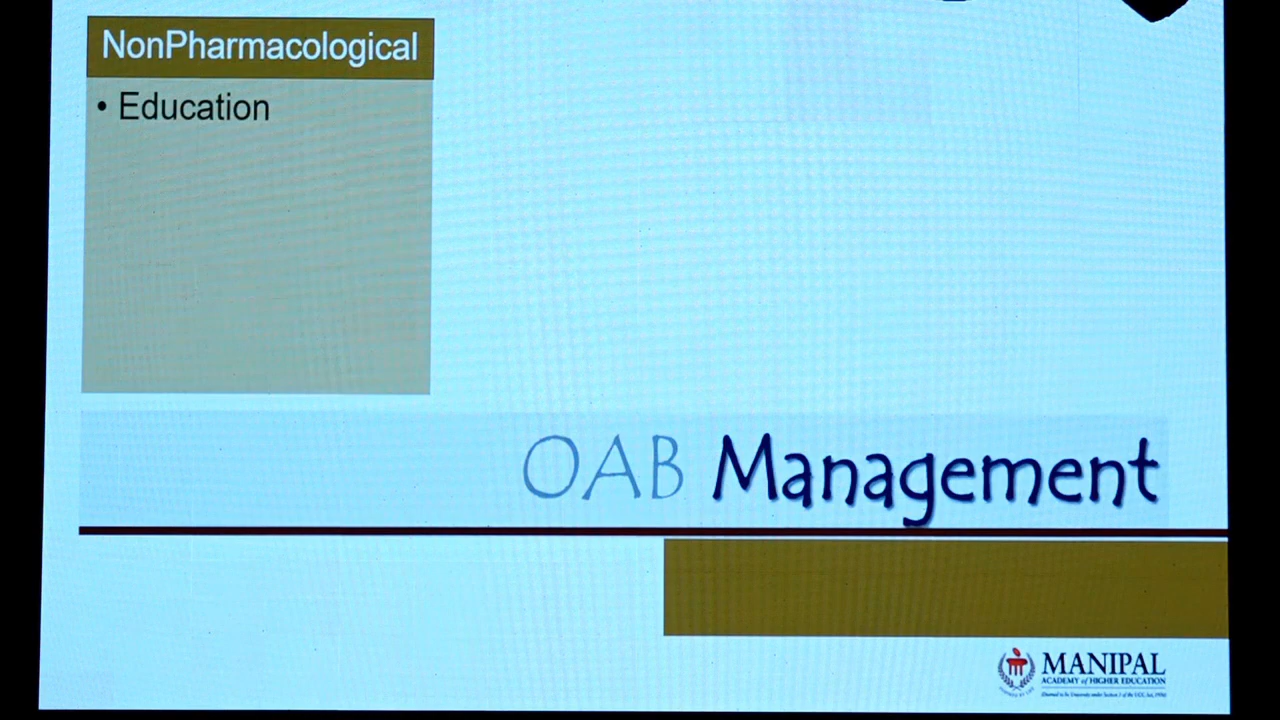 NonPharmacological
• Education
OAB Management
MANIPAL
ACADEMY of HIGHER EDUCATION